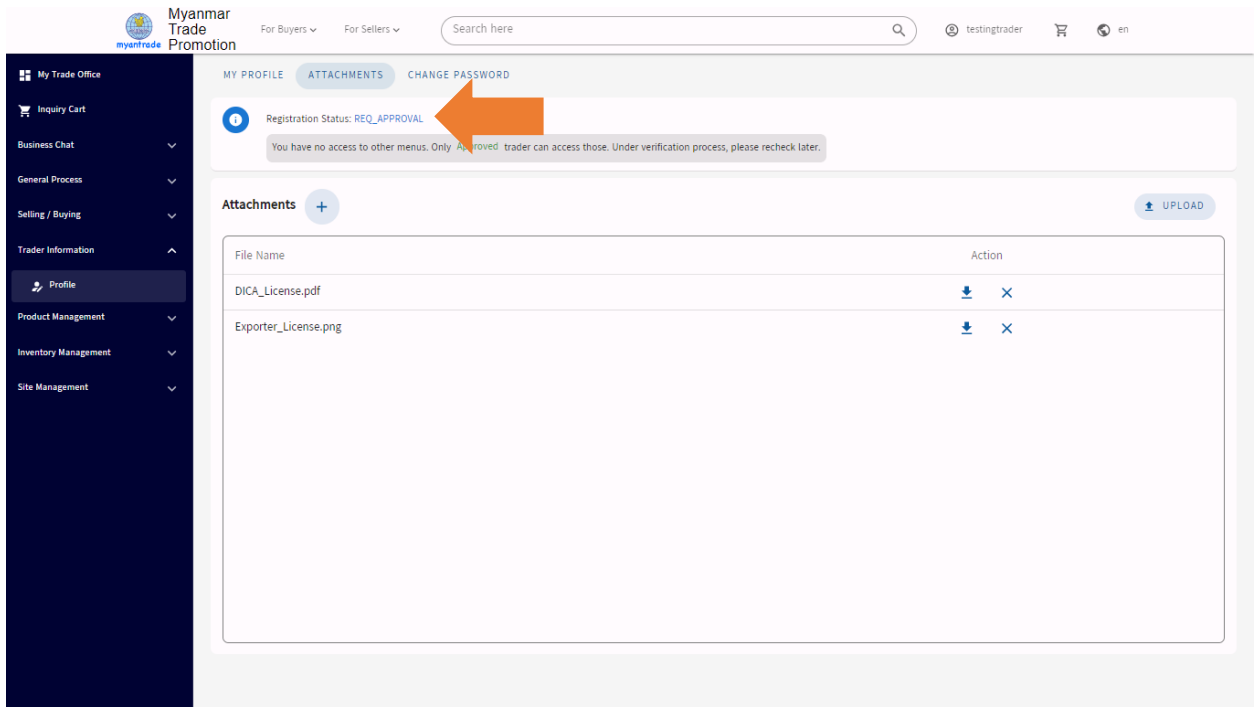 Myanmar
Trade
Promotion
myantrade
For Buyers
For Sellers
Search here
testingtrader
en
My Trade Office
Inquiry Cart
Business Chat
General Process
Selling / Buying
Trader Information
Profile
Product Management
Inventory Management
Site Management
MY PROFILE ATTACHMENTS CHANGE PASSWORD
Registration Status: REQ_APPROVAL
You have no access to other menus. Only Approved trader can access those. Under verification process, please recheck later.
Attachments +
UPLOAD
File Name Action
DICA_License.pdf
Exporter_License.png